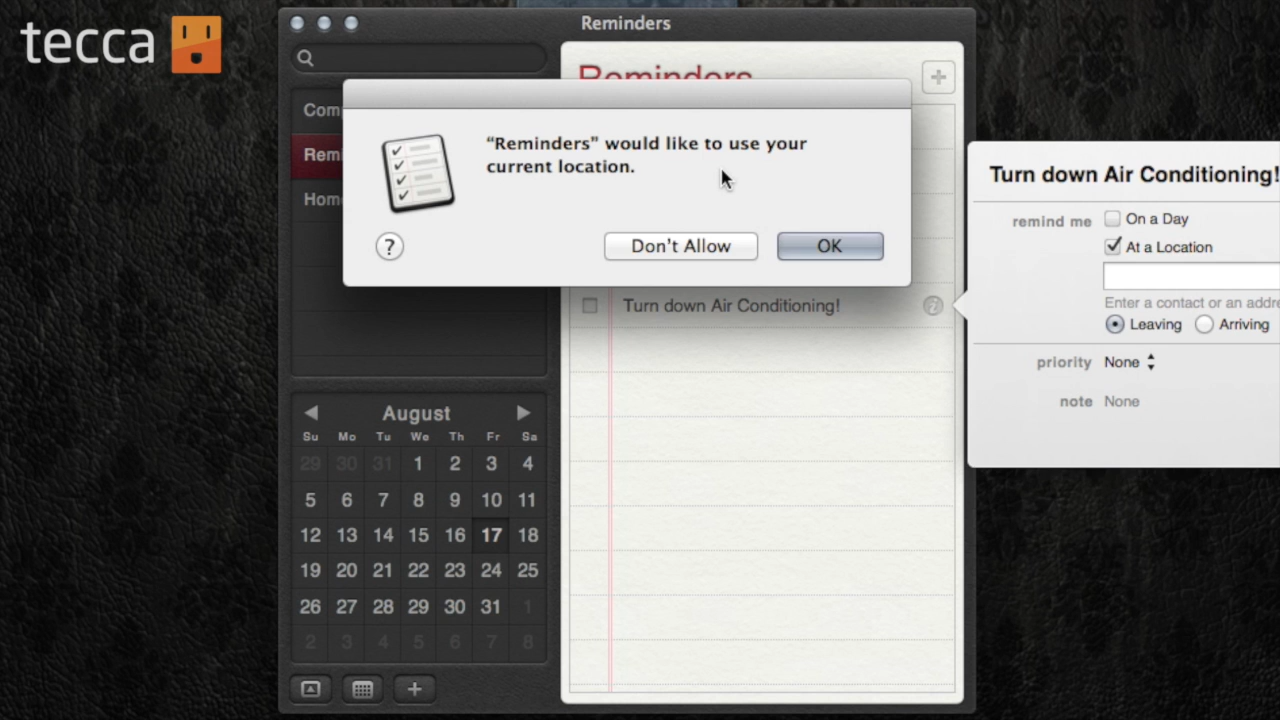 tecca
Reminders
Reminders
Com
Remi
Hom
“Reminders” would like to use your
current location.
?
Don't Allow
OK
Turn down Air Conditioning!
Turn down Air Conditioning!
remind me
On a Day
At a Location
Enter a contact or an addre
Leaving
Arriving
priority
None
note
None
August
Su Mo Tu We Th Fr Sa
29 30 31 1 2 3 4
5 6 7 8 9 10 11
12 13 14 15 16 17 18
19 20 21 22 23 24 25
26 27 28 29 30 31 1
2 3 4 5 6 7 8